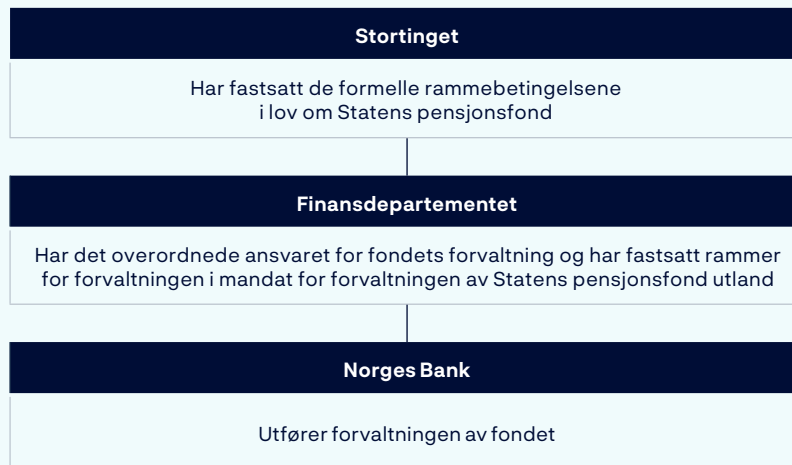 Stortinget
Har fastsatt de formelle rammebetingelsene
i lov om Statens pensjonsfond
Finansdepartementet
Har det overordnede ansvaret for fondets forvaltning og har fastsatt rammer
for forvaltningen i mandat for forvaltningen av Statens pensjonsfond utland
Norges Bank
Utfører forvaltningen av fondet